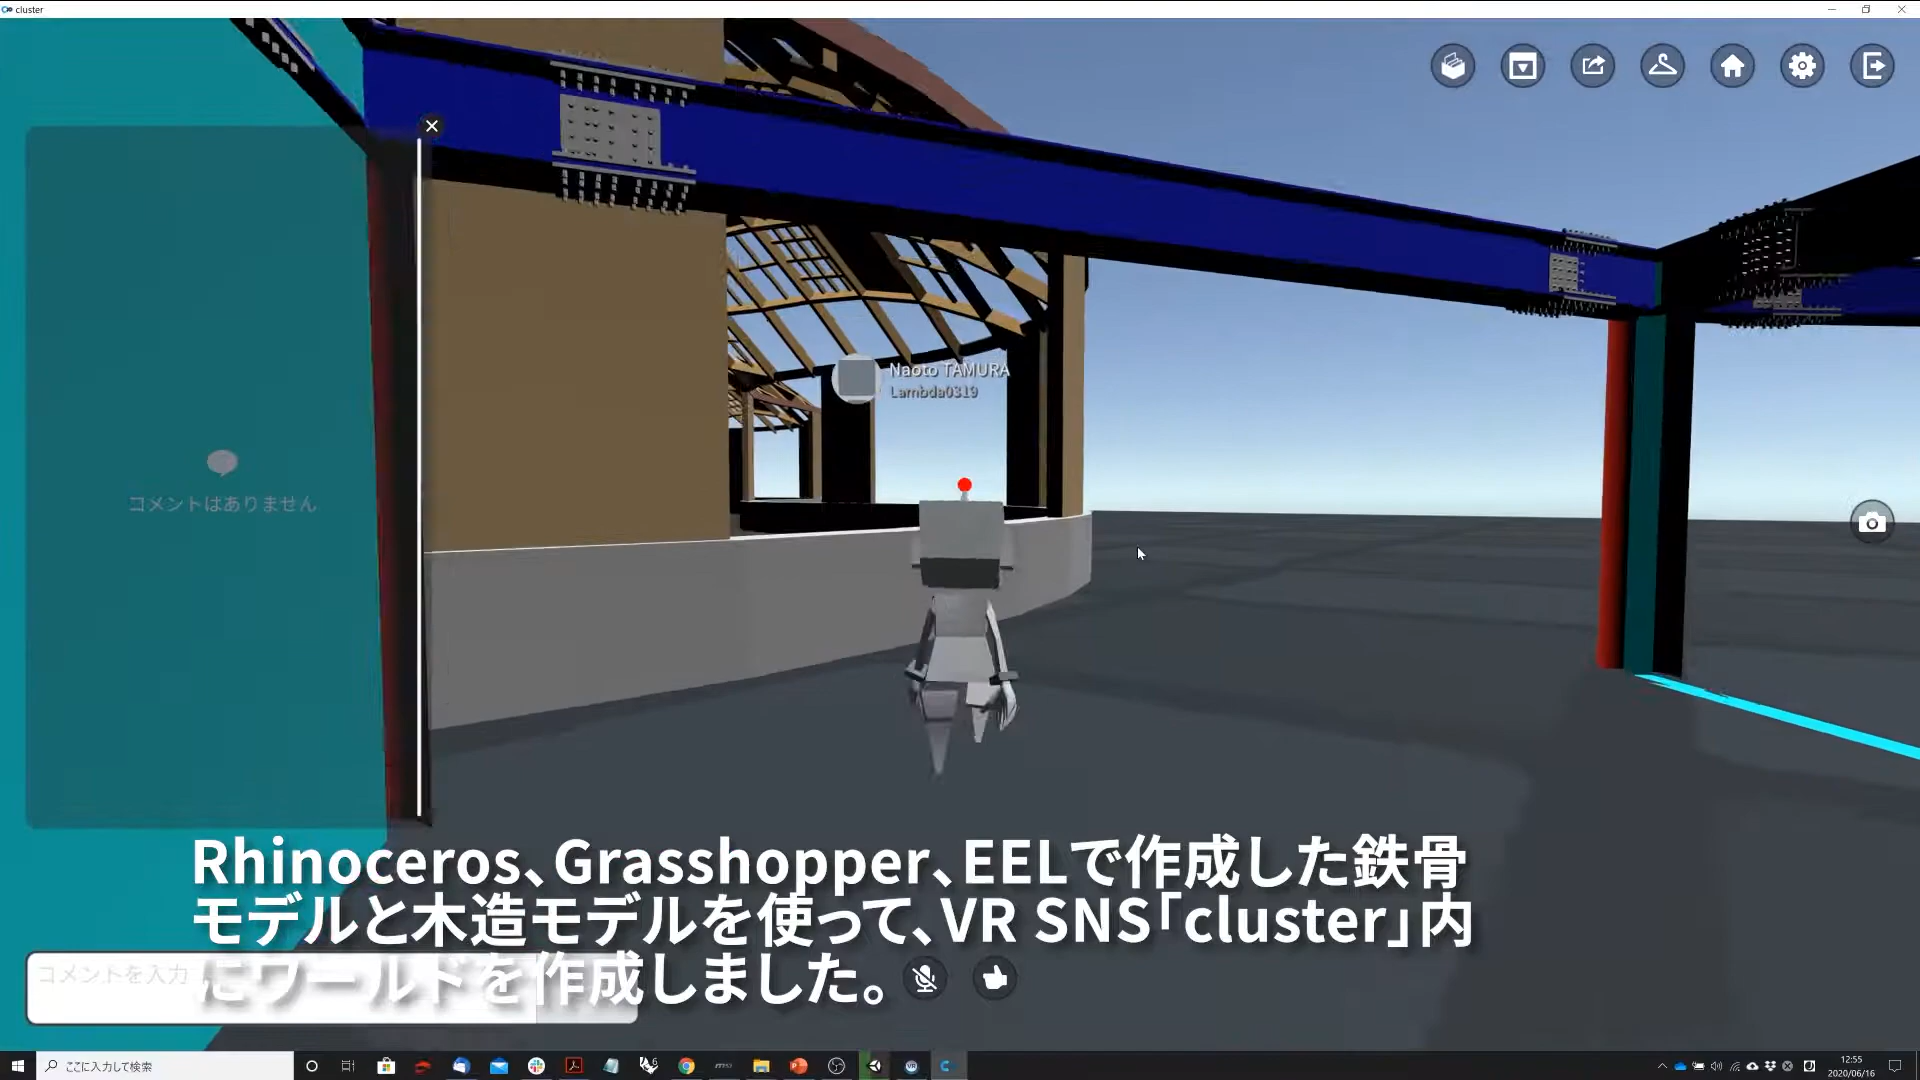 cluster
Naoto TAMURA
Lambda0319
コメントはありません
Rhinoceros、Grasshopper、EELで作成した鉄骨
モデルと木造モデルを使って、VR SNS「cluster」内
にワールドを作成しました。
コメントを入力
ここに入力して検索
12:55
2020/06/16